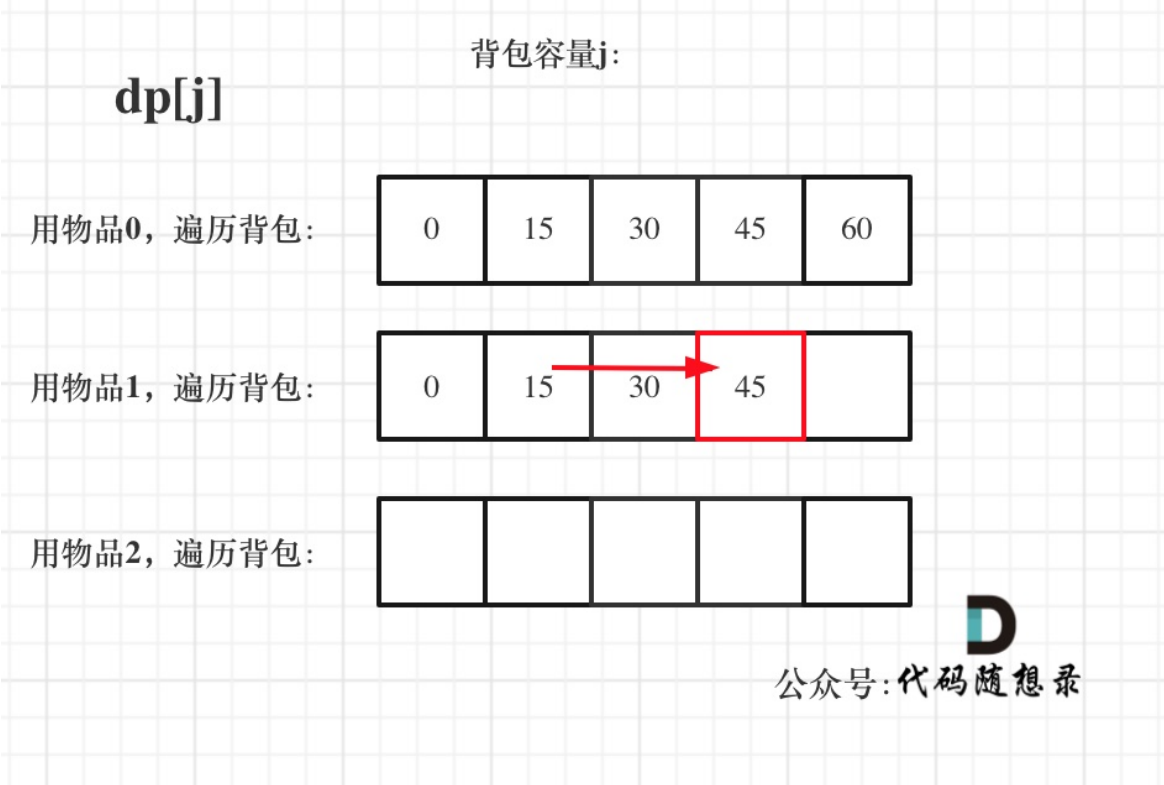 背包容量j:
dp[j]
用物品0，遍历背包: 0 15 30 45 60
用物品1，遍历背包: 0 15 30 45
用物品2，遍历背包:
D
公众号:代码随想录